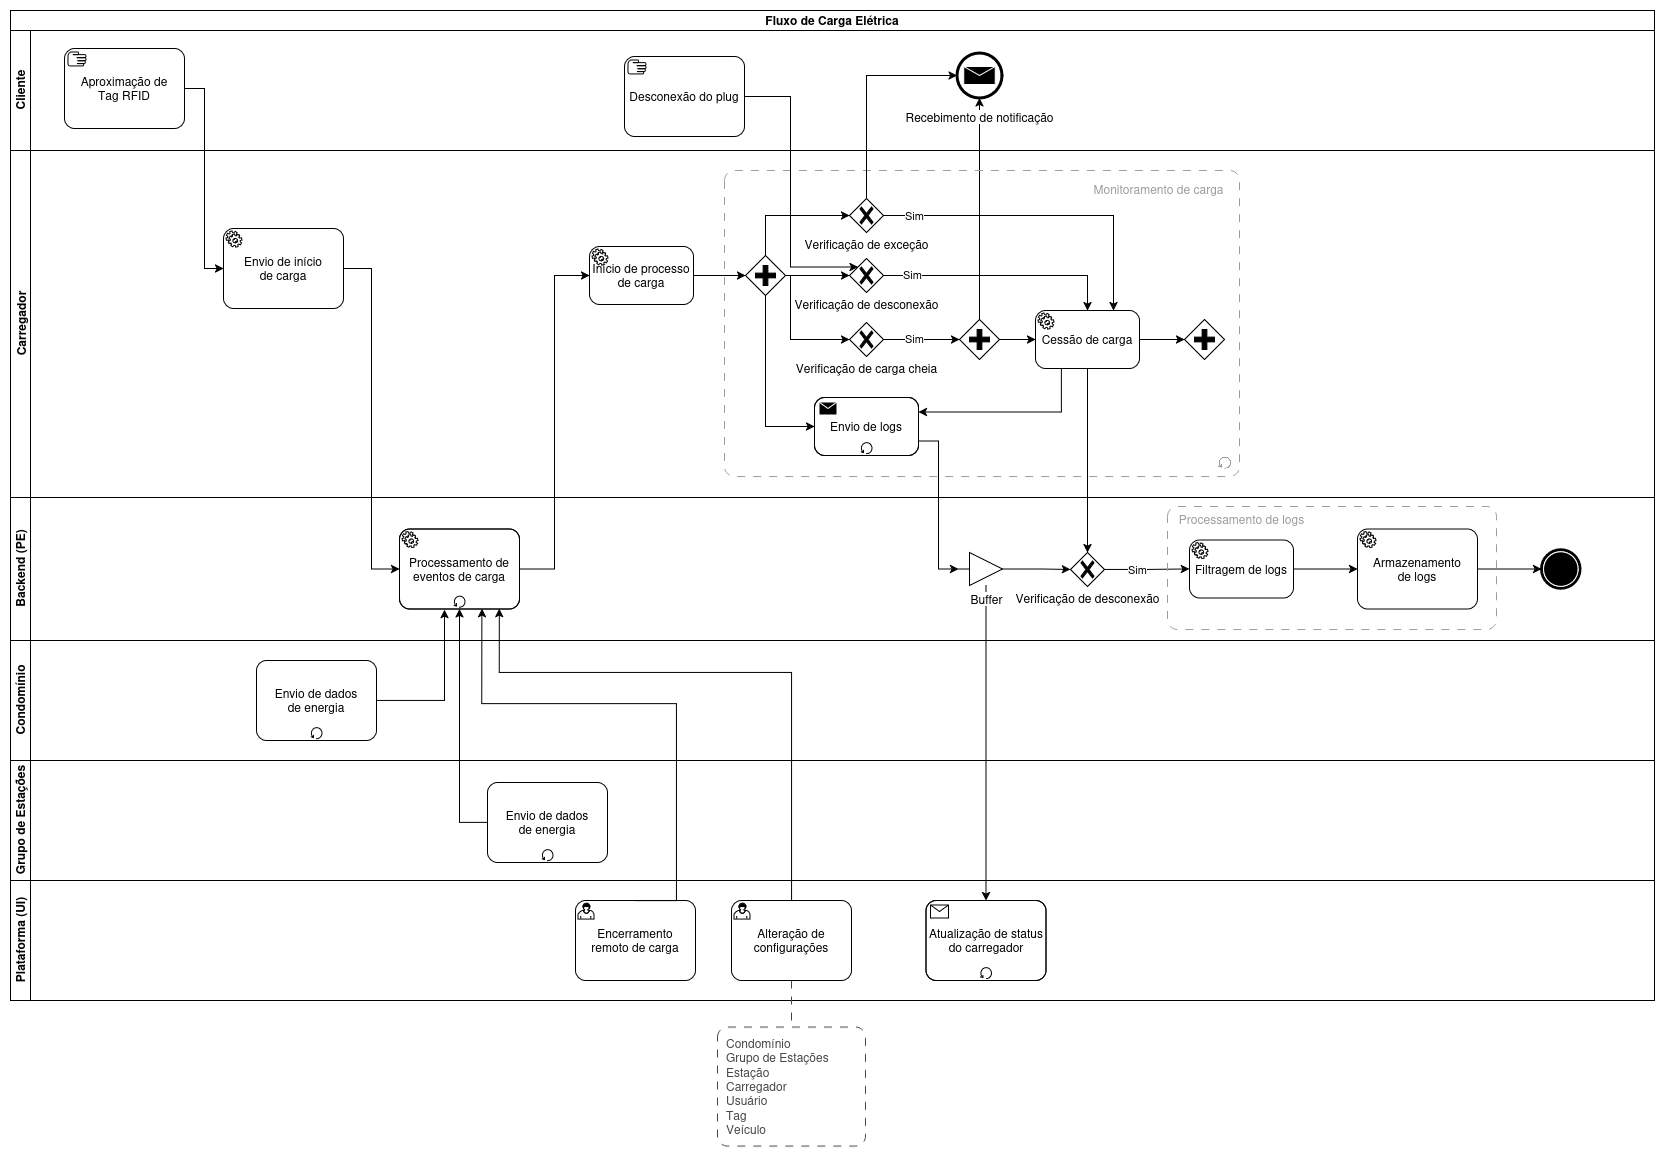 Fluxo de Carga Elétrica
Cliente
Aproximação de
Tag RFID
Desconexão do plug
Recebimento de notificação
Carregador
Monitoramento de carga
Envio de início
de carga
Início de processo
de carga
Sim
Verificação de exceção
Sim
Verificação de desconexão
Sim
Verificação de carga cheia
Cessão de carga
Envio de logs
Backend (PE)
Processamento de
eventos de carga
Buffer
Verificação de desconexão
Sim
Processamento de logs
Filtragem de logs
Armazenamento
de logs
Condomínio
Envio de dados
de energia
Grupo de Estações
Envio de dados
de energia
Plataforma (UI)
Encerramento
remoto de carga
Alteração de
configurações
Atualização de status
do carregador
Condomínio
Grupo de Estações
Estação
Carregador
Usuário
Tag
Veículo